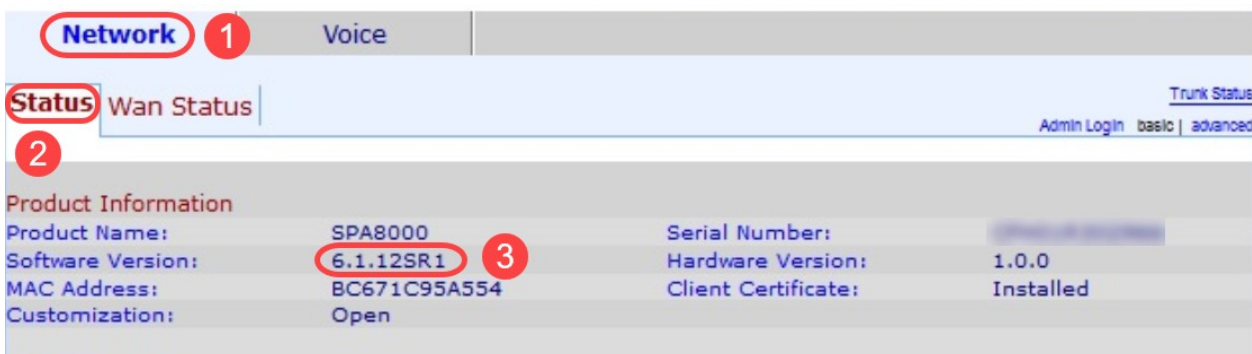 Network 1 Voice
Status Wan Status
Trunk Status
Admin Login basic | advanced
2
Product Information
Product Name: SPA8000 Serial Number:
Software Version: 6.1.12SR1 3 Hardware Version: 1.0.0
MAC Address: BC671C95A554 Client Certificate: Installed
Customization: Open